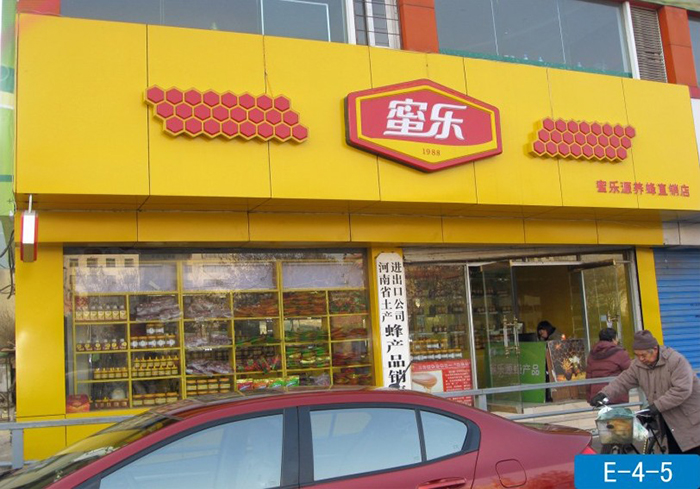 蜜乐
1988
蜜乐源养蜂直销店
进出口公司
河南省土产
蜂产品销
E-4-5